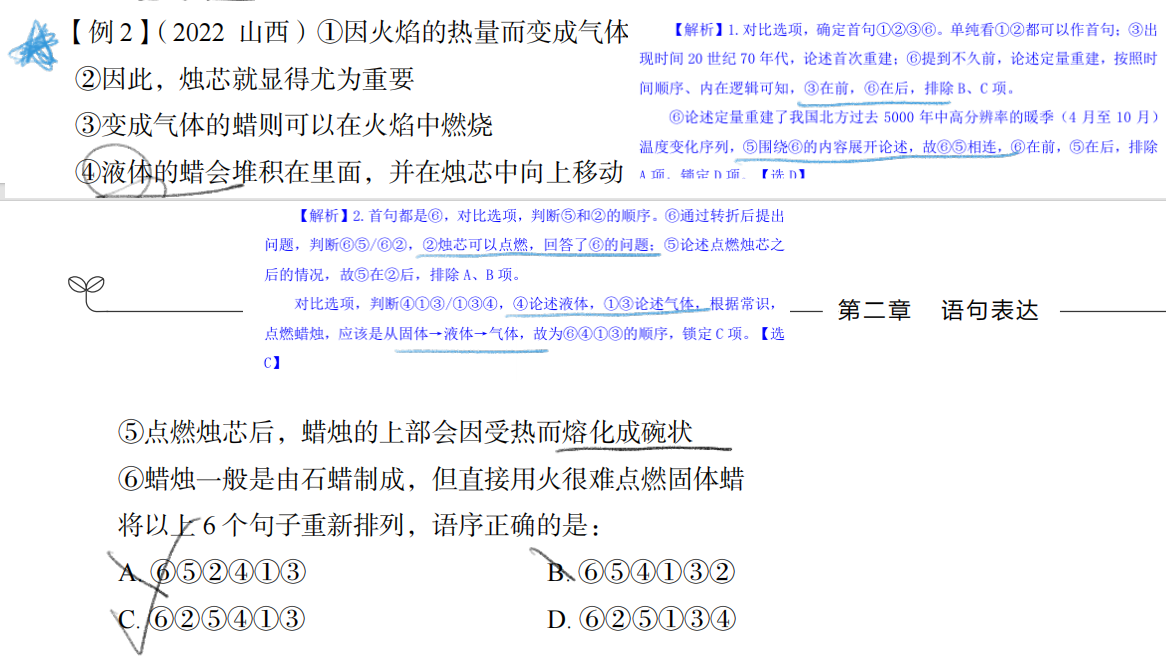 【例2】（2022 山西）①因火焰的热量而变成气体
②因此，烛芯就显得尤为重要
③变成气体的蜡则可以在火焰中燃烧
④液体的蜡会堆积在里面，并在烛芯中向上移动
【解析】1.对比选项，确定首句①②③⑥。单纯看①②都可以作首句；③出
现时间20世纪70年代，论述首次重建；⑥提到不久前，论述定量重建，按照时
间顺序、内在逻辑可知，③在前，⑥在后，排除B、C项。
⑥论述定量重建了我国北方过去5000年中高分辨率的暖季（4月至10月）
温度变化序列，⑤围绕⑥的内容展开论述，故⑥⑤相连，⑥在前，⑤在后，排除
A项。锁定D项。【选D】
【解析】2.首句都是⑥，对比选项，判断⑤和②的顺序。⑥通过转折后提出
问题，判断⑥⑤/⑥②，②烛芯可以点燃，回答了⑥的问题；⑤论述点燃烛芯之
后的情况，故⑤在②后，排除A、B项。
对比选项，判断④①③/①③④，④论述液体，①③论述气体，根据常识，
点燃蜡烛，应该是从固体→液体→气体，故为⑥④①③的顺序，锁定C项。【选
C】
第二章 语句表达
⑤点燃烛芯后，蜡烛的上部会因受热而熔化成碗状
⑥蜡烛一般是由石蜡制成，但直接用火很难点燃固体蜡
将以上6个句子重新排列，语序正确的是：
A. ⑥⑤②④①③
B. ⑥⑤④①③②
C. ⑥②⑤④①③
D. ⑥②⑤①③④